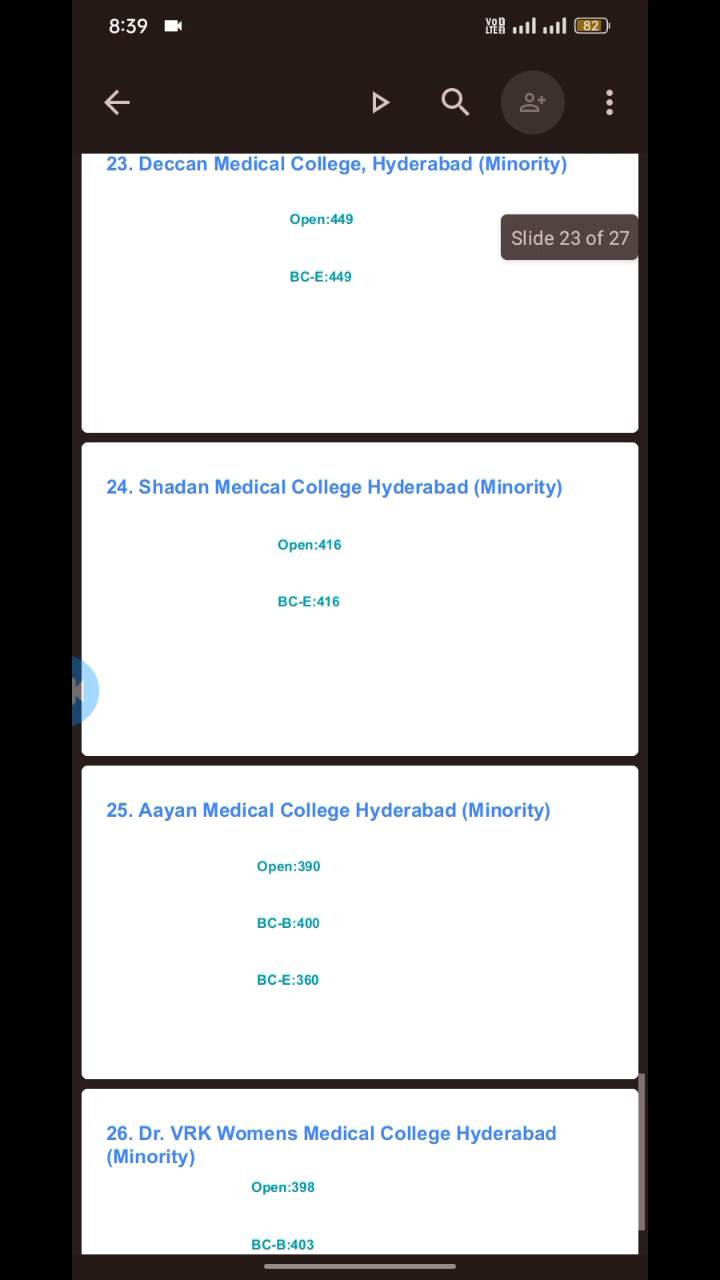 8:39
VoD
LTE2
82
23. Deccan Medical College, Hyderabad (Minority)
Open:449
Slide 23 of 27
BC-E:449
24. Shadan Medical College Hyderabad (Minority)
Open:416
BC-E:416
25. Aayan Medical College Hyderabad (Minority)
Open:390
BC-B:400
BC-E:360
26. Dr. VRK Womens Medical College Hyderabad
(Minority)
Open:398
BC-B:403